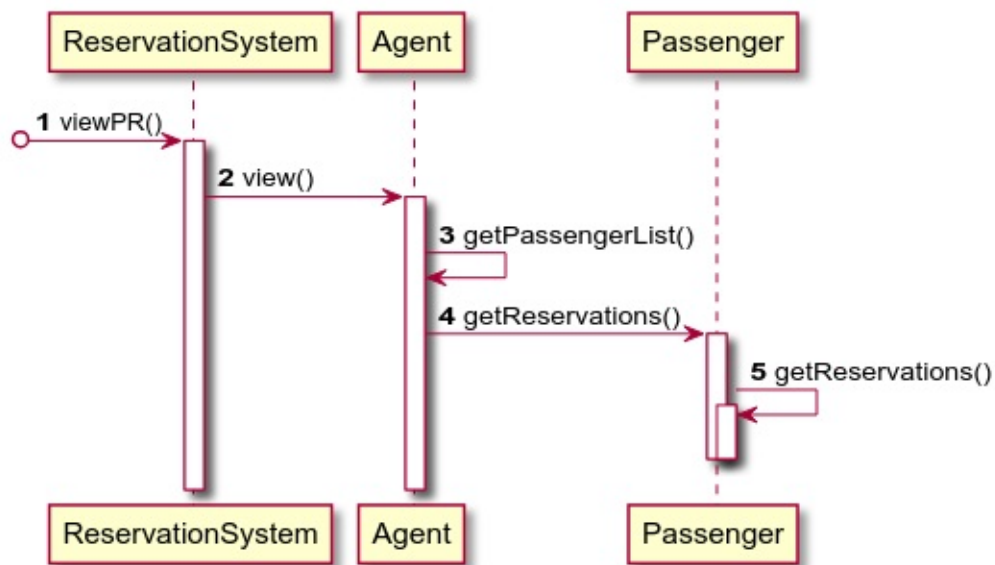 ReservationSystem Agent Passenger
1 viewPR()
2 view()
3 getPassengerList()
4 getReservations()
5 getReservations()
ReservationSystem Agent Passenger